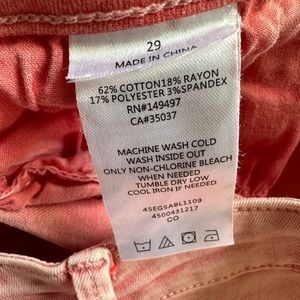 29
MADE IN CHINA
62% COTTON18% RAYON
17% POLYESTER 3%SPANDEX
RN#149497
CA#35037
MACHINE WASH COLD
WASH INSIDE OUT
ONLY NON-CHLORINE BLEACH
WHEN NEEDED
TUMBLE DRY LOW
COOL IRON IF NEEDED
45EGSABL1109
4500431217
CO